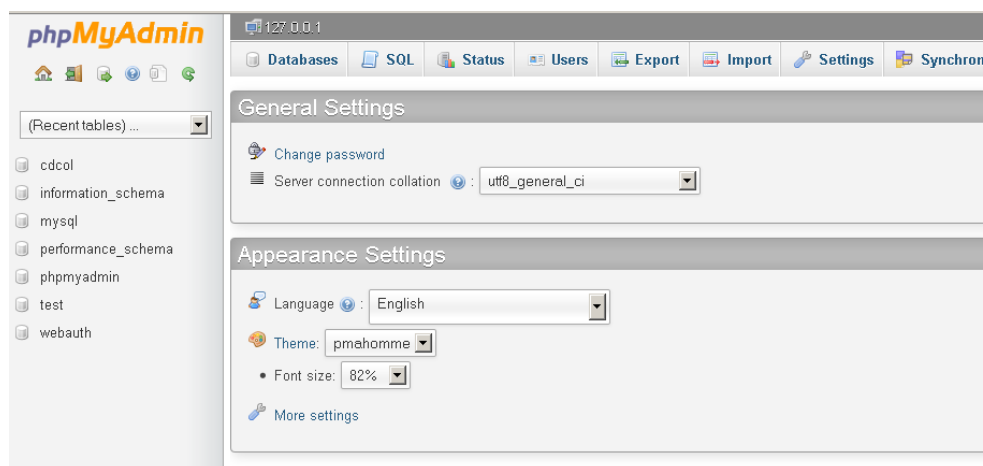 phpMyAdmin
(Recent tables) ...
cdcol
information_schema
mysql
performance_schema
phpmyadmin
test
webauth
127.0.0.1
Databases SQL Status Users Export Import Settings Synchron
General Settings
Change password
Server connection collation : utf8_general_ci
Appearance Settings
Language : English
Theme: pmahomme
• Font size: 82%
More settings